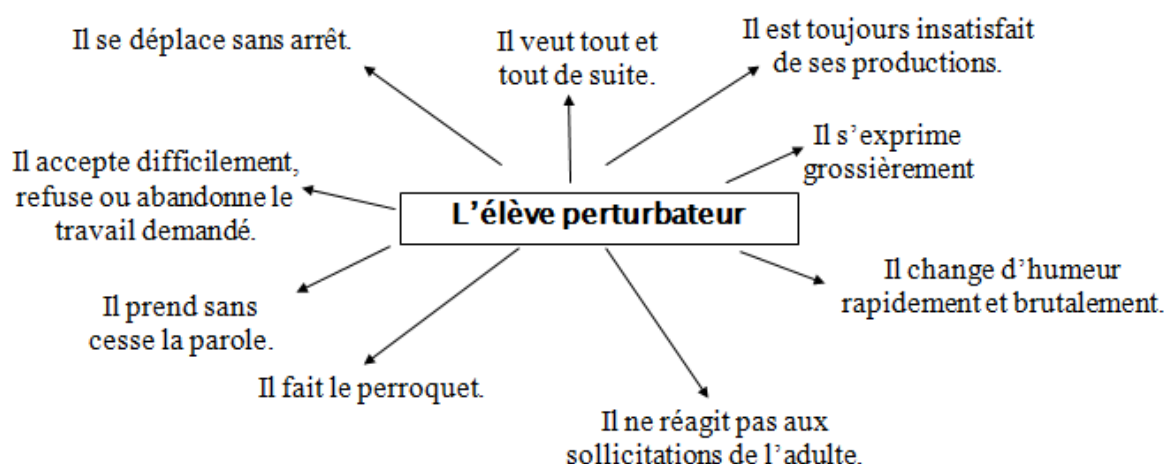 Il se déplace sans arrêt.
Il veut tout et
tout de suite.
Il est toujours insatisfait
de ses productions.
Il s'exprime
grossièrement
Il accepte difficilement,
refuse ou abandonne le
travail demandé.
L'élève perturbateur
Il change d'humeur
rapidement et brutalement.
Il prend sans
cesse la parole.
Il fait le perroquet.
Il ne réagit pas aux
sollicitations de l'adulte.